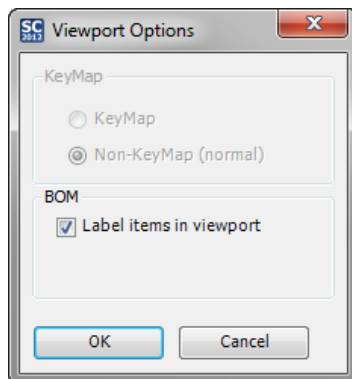 SC
2013
Viewport Options
KeyMap
KeyMap
Non-KeyMap (normal)
BOM
Label items in viewport
OK
Cancel